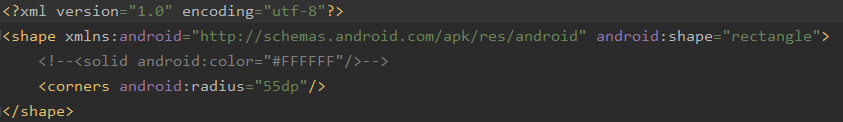 <?xml version="1.0" encoding="utf-8"?>
<shape xmlns:android="http://schemas.android.com/apk/res/android" android:shape="rectangle">
<!--<solid android:color="#FFFFFF"/>-->
<corners android:radius="55dp"/>
</shape>